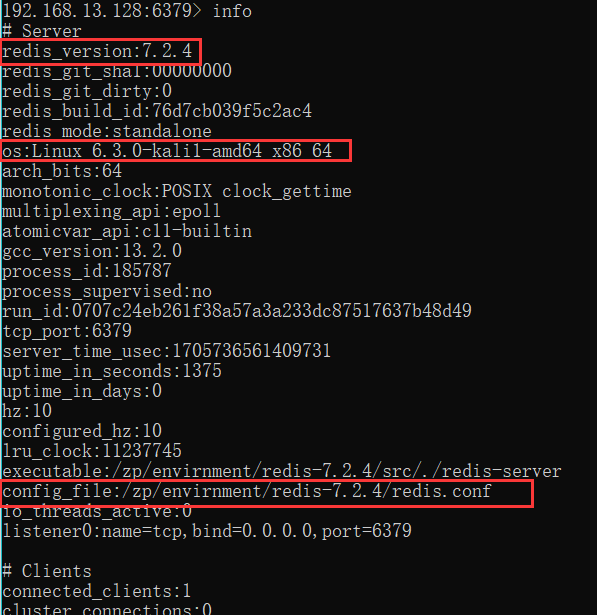 192.168.13.128:6379> info
# Server
redis_version:7.2.4
redis_git_sha1:00000000
redis_git_dirty:0
redis_build_id:76d7cb039f5c2ac4
redis_mode:standalone
os:Linux 6.3.0-kali1-amd64 x86_64
arch_bits:64
monotonic_clock:POSIX clock_gettime
multiplexing_api:epoll
atomicvar_api:c11-builtin
gcc_version:13.2.0
process_id:185787
process_supervised:no
run_id:0707c24eb261f38a57a3a233dc87517637b48d49
tcp_port:6379
server_time_usec:1705736561409731
uptime_in_seconds:1375
uptime_in_days:0
hz:10
configured_hz:10
lru_clock:11237745
executable:/zp/envirnment/redis-7.2.4/src/./redis-server
config_file:/zp/envirnment/redis-7.2.4/redis.conf
io_threads_active:0
listener0:name=tcp,bind=0.0.0.0,port=6379
# Clients
connected_clients:1
cluster_connections:0